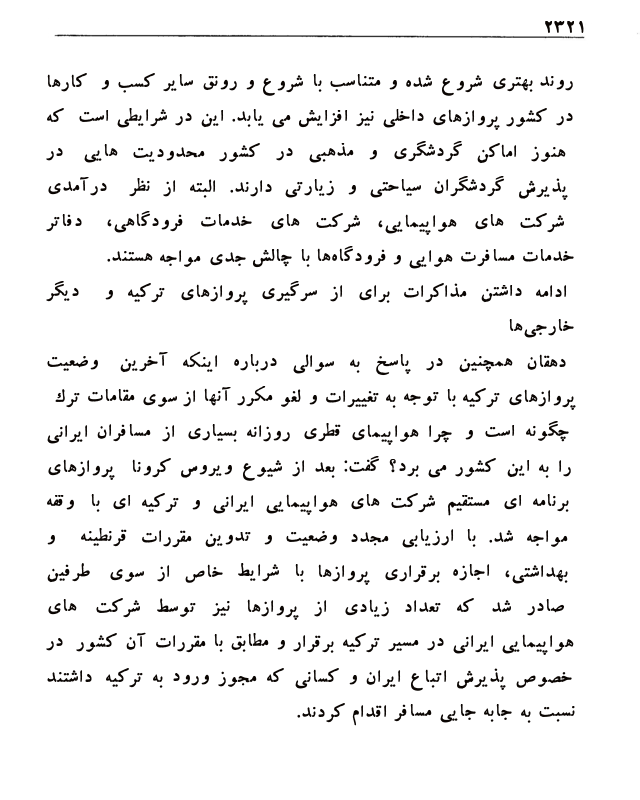 ۲۳۲۱
روند بهتری شروع شده و متناسب با شروع و رونق سایر کسب و کارها
در کشور پروازهای داخلی نیز افزایش می یابد. این در شرایطی است که
هنوز اماکن گردشگری و مذهبی در کشور محدودیت هایی در
پذیرش گردشگران سیاحتی و زیارتی دارند. البته از نظر درآمدی
شرکت های هواپیمایی، شرکت های خدمات فرودگاهی، دفاتر
خدمات مسافرت هوایی و فرودگاه‌ها با چالش جدی مواجه هستند.
ادامه داشتن مذاکرات برای از سرگیری پروازهای ترکیه و دیگر
خارجی‌ها
دهقان همچنین در پاسخ به سوالی درباره اینکه آخرین وضعیت
پروازهای ترکیه با توجه به تغییرات و لغو مکرر آنها از سوی مقامات ترك
چگونه است و چرا هواپیمای قطری روزانه بسیاری از مسافران ایرانی
را به این کشور می برد؟ گفت: بعد از شیوع ویروس کرونا پروازهای
برنامه ای مستقیم شرکت های هواپیمایی ایرانی و ترکیه ای با وقفه
مواجه شد. با ارزیابی مجدد وضعیت و تدوین مقررات قرنطینه و
بهداشتی، اجازه برقراری پروازها با شرایط خاص از سوی طرفین
صادر شد که تعداد زیادی از پروازها نیز توسط شرکت های
هواپیمایی ایرانی در مسیر ترکیه برقرار و مطابق با مقررات آن کشور در
خصوص پذیرش اتباع ایران و کسانی که مجوز ورود به ترکیه داشتند
نسبت به جابه جایی مسافر اقدام کردند.